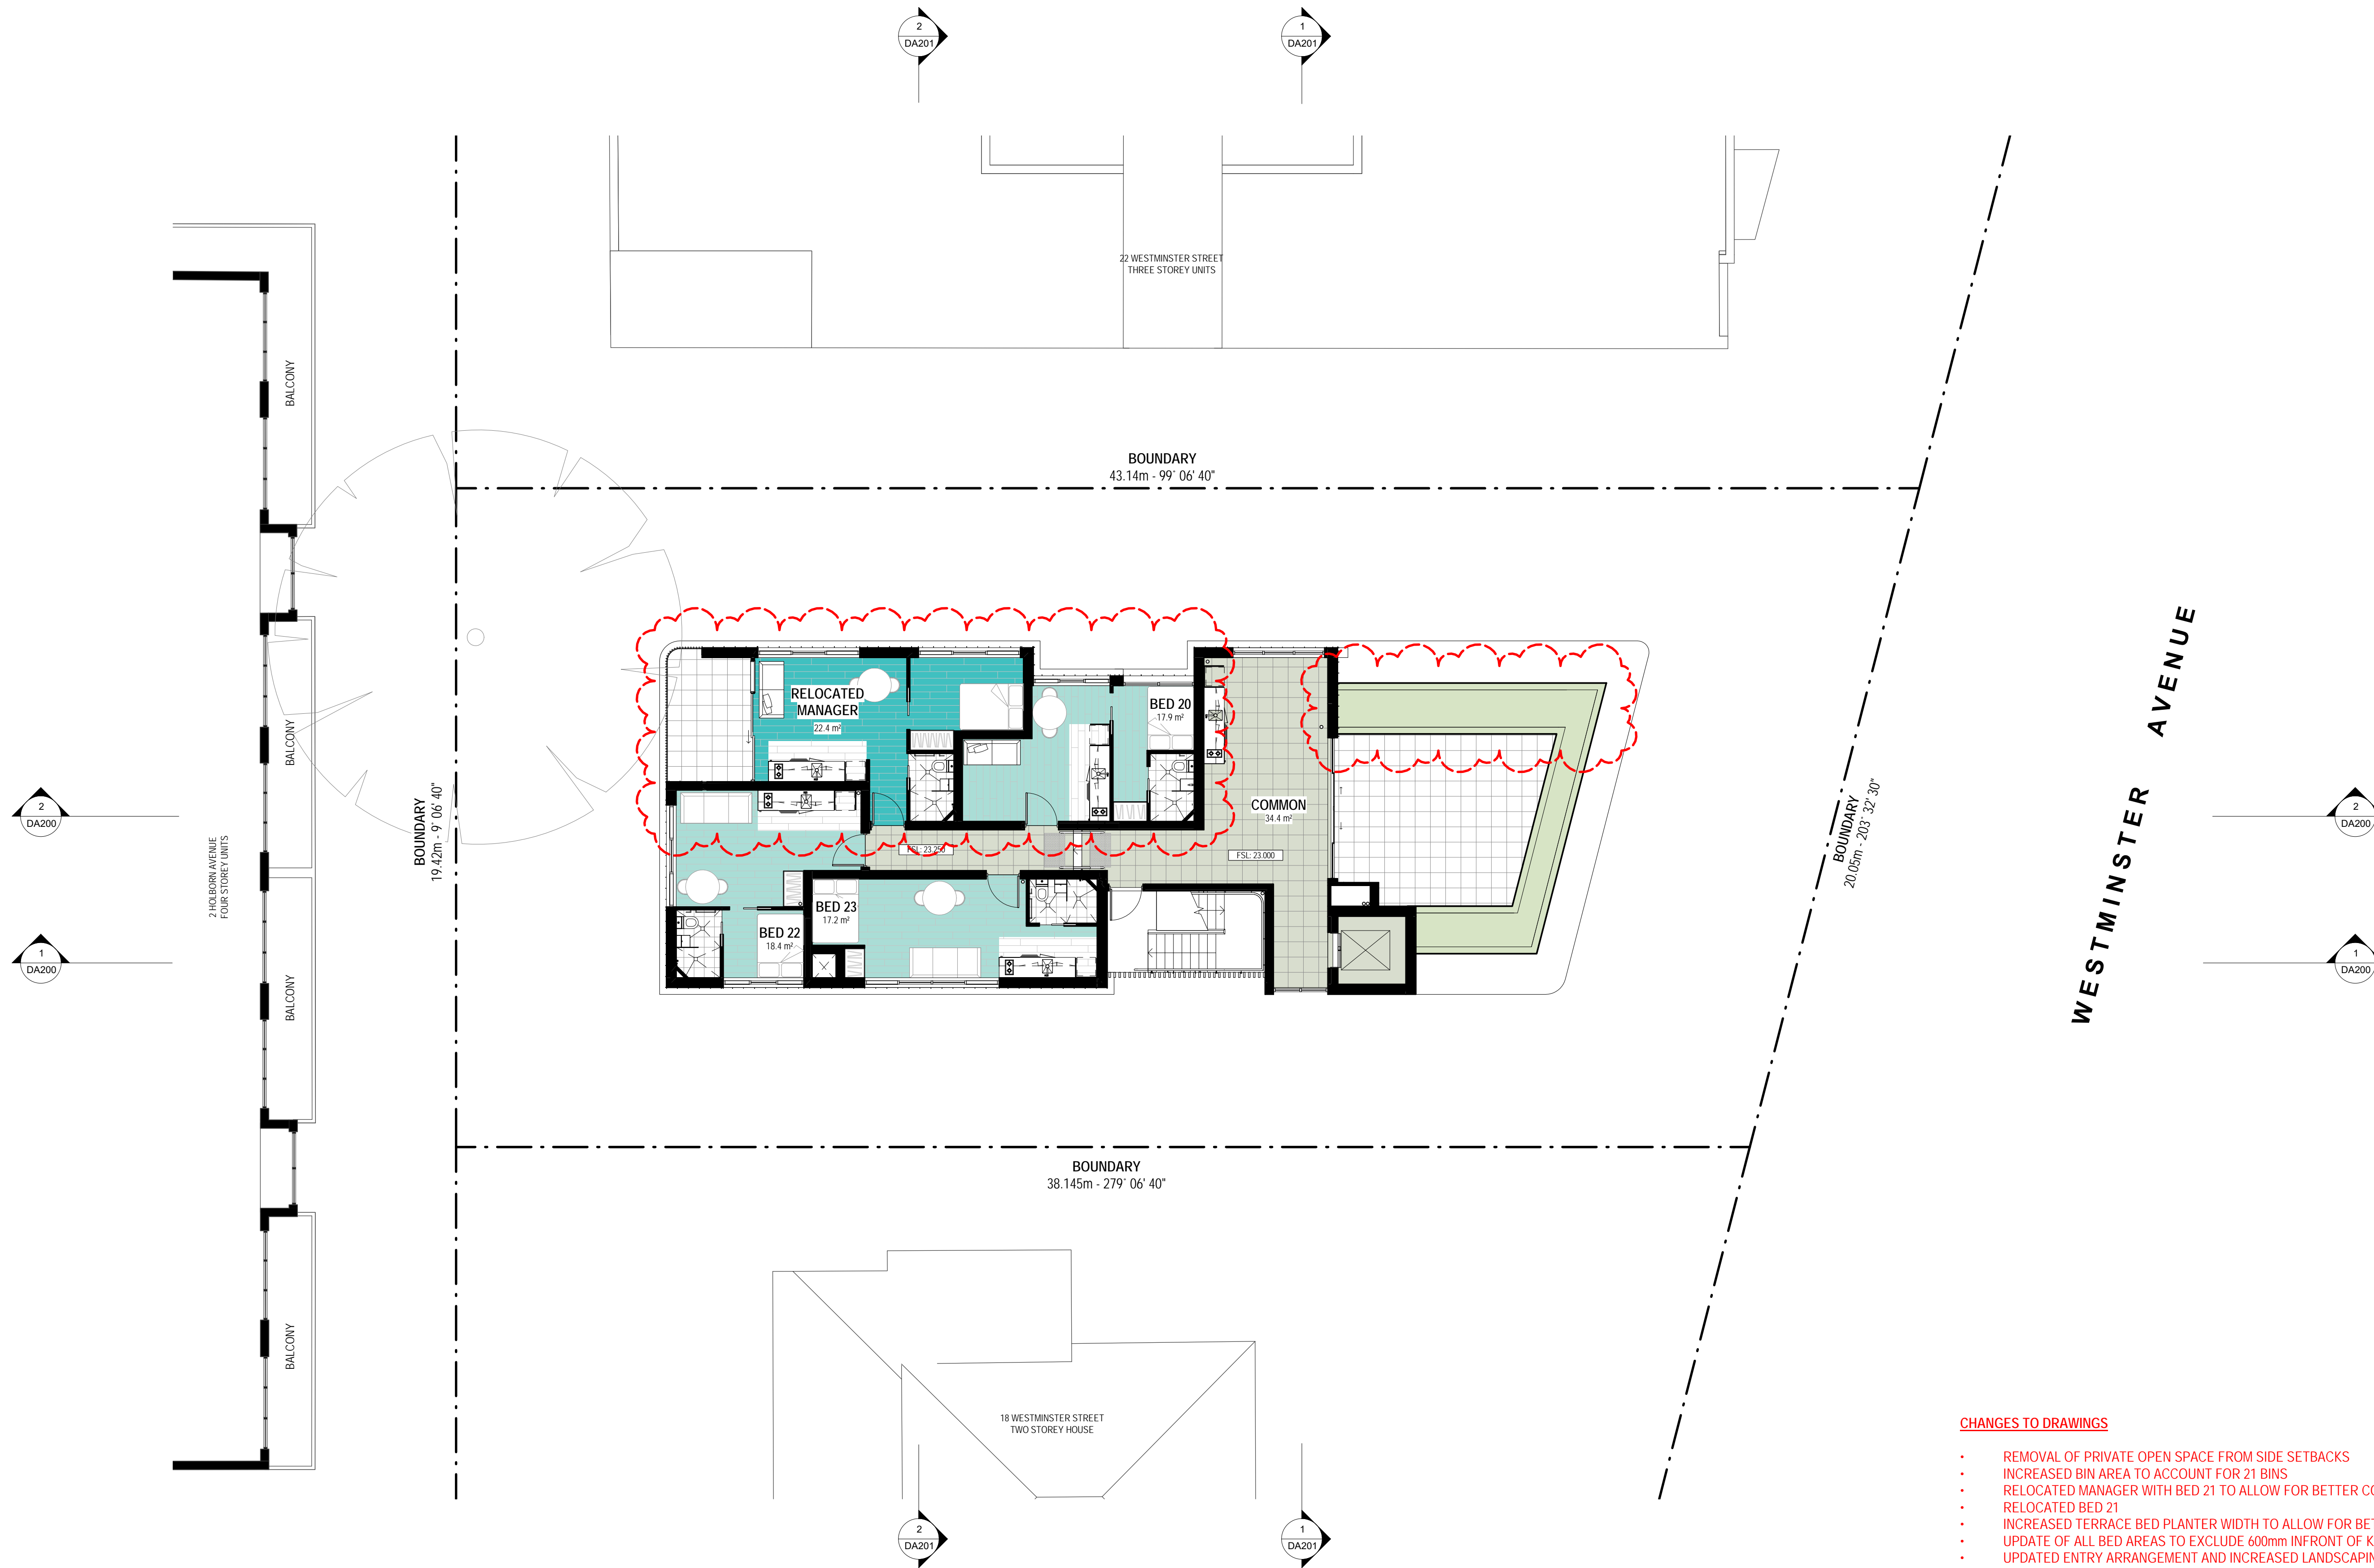 2
DA201
1
DA201
22 WESTMINSTER STREET
THREE STOREY UNITS
BALCONY
BOUNDARY
43.14m - 99° 06' 40"
WESTMINSTER AVENUE
RELOCATED
MANAGER
22.4 m²
BED 20
17.9 m²
BALCONY
BOUNDARY
19.42m - 9° 06' 40"
2
DA200
COMMON
34.4 m²
BOUNDARY
20.05m - 203° 32' 30"
2
DA200
2 HOLBORN AVENUE
FOUR STOREY UNITS
FSL: 23.250
FSL: 23.000
BED 23
17.2 m²
BED 22
18.4 m²
1
DA200
1
DA200
BALCONY
BOUNDARY
38.145m - 279° 06' 40"
BALCONY
18 WESTMINSTER STREET
TWO STOREY HOUSE
CHANGES TO DRAWINGS
• REMOVAL OF PRIVATE OPEN SPACE FROM SIDE SETBACKS
• INCREASED BIN AREA TO ACCOUNT FOR 21 BINS
• RELOCATED MANAGER WITH BED 21 TO ALLOW FOR BETTER
• RELOCATED BED 21
• INCREASED TERRACE BED PLANTER WIDTH TO ALLOW FOR
• UPDATE OF ALL BED AREAS TO EXCLUDE 600mm INFRONT OF
• UPDATED ENTRY ARRANGEMENT AND INCREASED
2
DA201
1
DA201